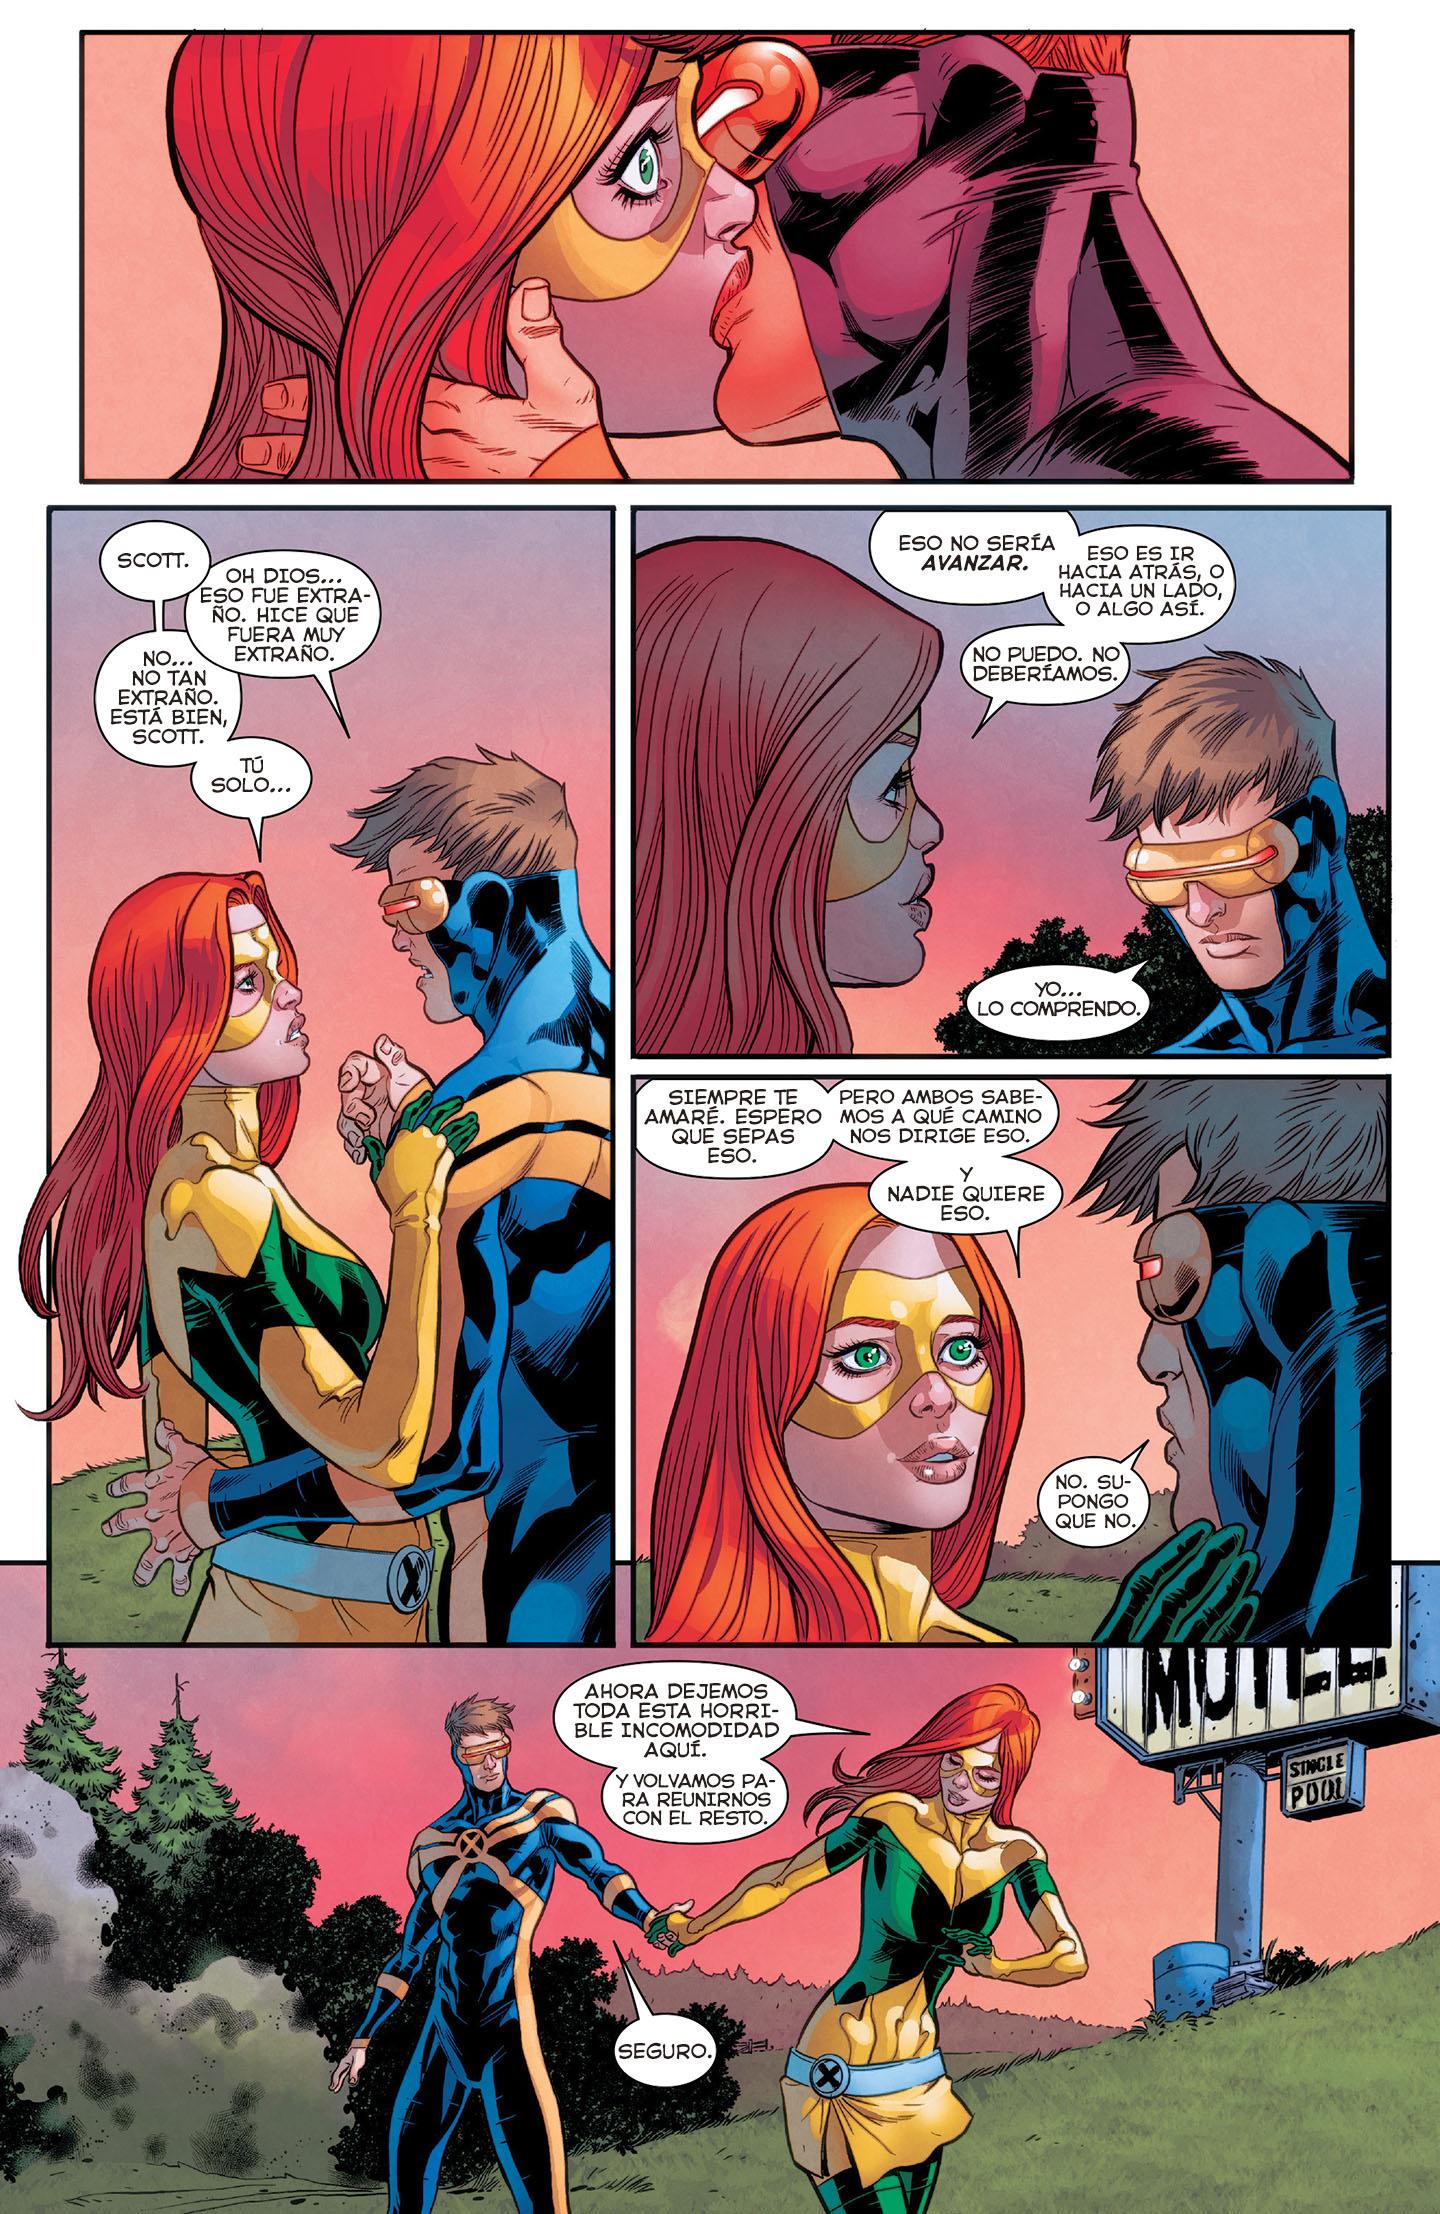 SCOTT.
OH DIOS...
ESO FUE EXTRA-
ÑO. HICE QUE
FUERA MUY
EXTRAÑO.
NO...
NO TAN
EXTRAÑO.
ESTÁ BIEN,
SCOTT.
TÚ
SOLO...
ESO NO SERÍA
AVANZAR.
ESO ES IR
HACIA ATRÁS, O
HACIA UN LADO,
O ALGO ASÍ.
NO PUEDO. NO
DEBERÍAMOS.
YO...
LO COMPRENDO.
SIEMPRE TE
AMARÉ. ESPERO
QUE SEPAS
ESO.
PERO AMBOS SABE-
MOS A QUÉ CAMINO
NOS DIRIGE ESO.
Y
NADIE QUIERE
ESO.
NO. SU-
PONGO
QUE NO.
AHORA DEJEMOS
TODA ESTA HORRI-
BLE INCOMODIDAD
AQUÍ.
Y VOLVAMOS PA-
RA REUNIRNOS
CON EL RESTO.
SEGURO.
MOTEL
SINGLE
POOL